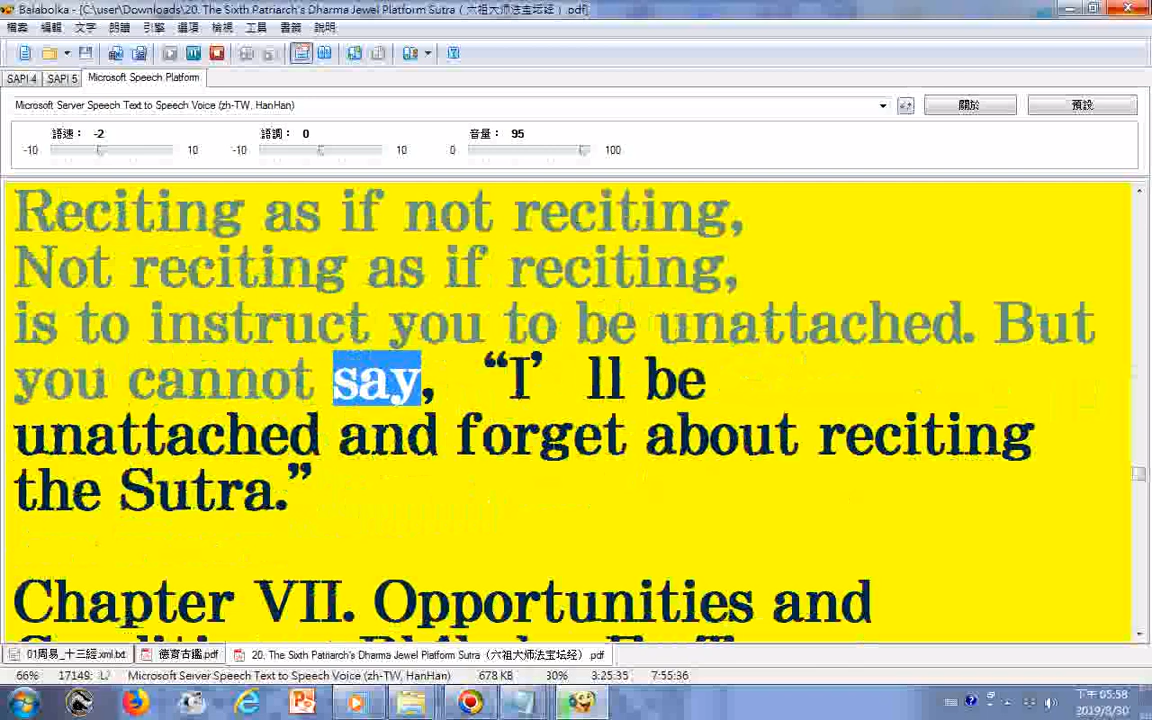 Balabolka - [C:\user\Downloads\20. The Sixth Patriarch's Dharma Jewel Platform Sutra（六祖大师法宝坛经）.pdf]
檔案 編輯 文字 朗讀 引擎 選項 檢視 工具 書籤 說明
SAPI 4 SAPI 5 Microsoft Speech Platform
Microsoft Server Speech Text to Speech Voice (zh-TW, HanHan) 關於 預設
語速： -2 語調： 0 音量： 95
-10 10 -10 10 0 100
Reciting as if not reciting,
Not reciting as if reciting,
is to instruct you to be unattached. But
you cannot say, “I’ ll be
unattached and forget about reciting
the Sutra.”
Chapter VII. Opportunities and
01周易_十三經.xml.txt 德育古鑑.pdf 20. The Sixth Patriarch's Dharma Jewel Platform Sutra（六祖大师法宝坛经）.pdf
66% Microsoft Server Speech Text to Speech Voice (zh-TW, HanHan) 678 KB 30% 3:25:35 7:55:36
下午 05:58
2019/8/30